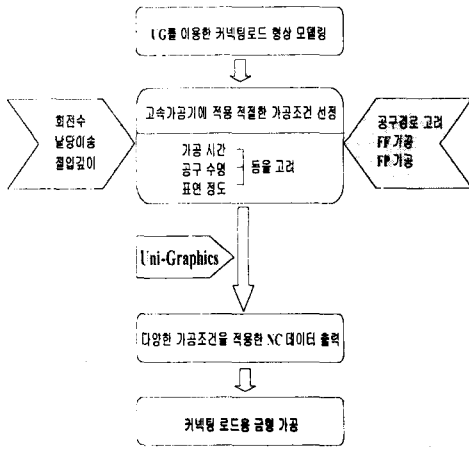 UG를 이용한 커넥팅로드 형상 모델링
고속가공기에 적용 적절한 가공조건 선정
회전수
날당이송
절입깊이
가공 시간
공구 수명
표면 정도
등을 고려
공구경로 고려
FF 가공
FP 가공
Uni-Graphics
다양한 가공조건을 적용한 NC 데이터 출력
커넥팅 로드용 금형 가공